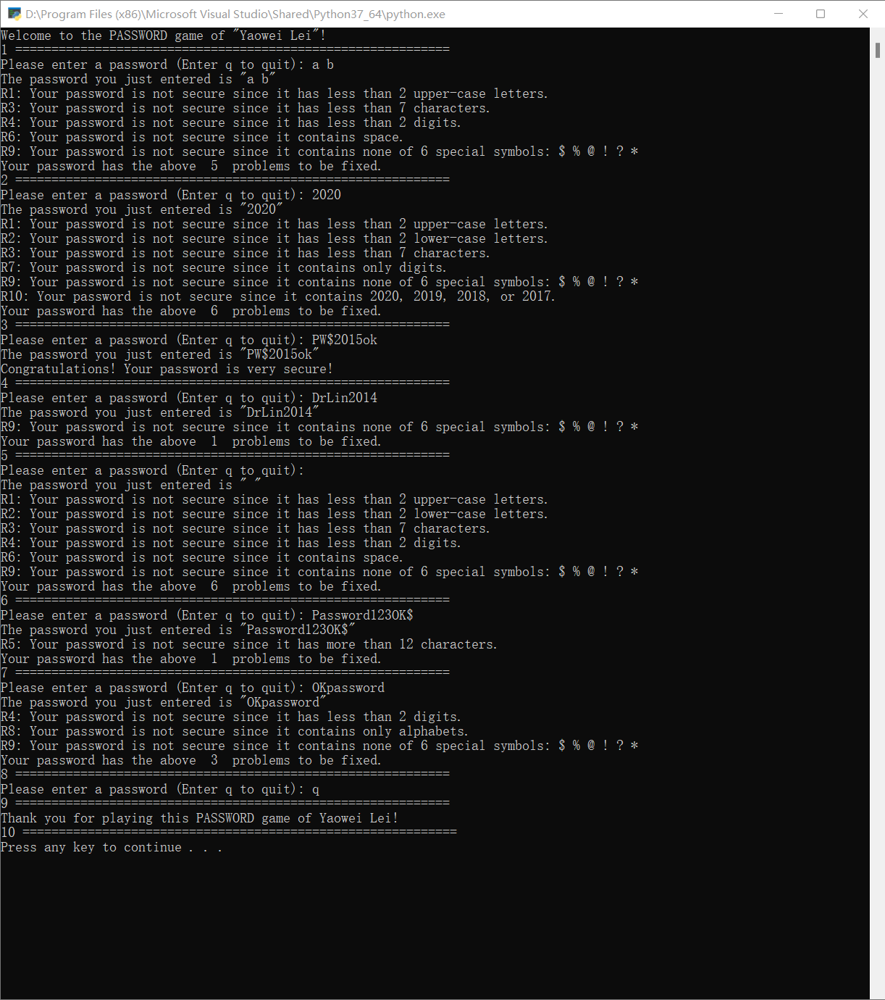 D:\Program Files (x86)\Microsoft Visual Studio\Shared\Python37_64\python.exe
Welcome to the PASSWORD game of "Yaowei Lei"!
1 ============================================================
Please enter a password (Enter q to quit): a b
The password you just entered is "a b"
R1: Your password is not secure since it has less than 2 upper-case letters.
R3: Your password is not secure since it has less than 7 characters.
R4: Your password is not secure since it has less than 2 digits.
R6: Your password is not secure since it contains space.
R9: Your password is not secure since it contains none of 6 special symbols: $ % @ ! ? *
Your password has the above  5  problems to be fixed.
2 ============================================================
Please enter a password (Enter q to quit): 2020
The password you just entered is "2020"
R1: Your password is not secure since it has less than 2 upper-case letters.
R2: Your password is not secure since it has less than 2 lower-case letters.
R3: Your password is not secure since it has less than 7 characters.
R7: Your password is not secure since it contains only digits.
R9: Your password is not secure since it contains none of 6 special symbols: $ % @ ! ? *
R10: Your password is not secure since it contains 2020, 2019, 2018, or 2017.
Your password has the above  6  problems to be fixed.
3 ============================================================
Please enter a password (Enter q to quit): PW$2015ok
The password you just entered is "PW$2015ok"
Congratulations! Your password is very secure!
4 ============================================================
Please enter a password (Enter q to quit): DrLin2014
The password you just entered is "DrLin2014"
R9: Your password is not secure since it contains none of 6 special symbols: $ % @ ! ? *
Your password has the above  1  problems to be fixed.
5 ============================================================
Please enter a password (Enter q to quit):
The password you just entered is " "
R1: Your password is not secure since it has less than 2 upper-case letters.
R2: Your password is not secure since it has less than 2 lower-case letters.
R3: Your password is not secure since it has less than 7 characters.
R4: Your password is not secure since it has less than 2 digits.
R6: Your password is not secure since it contains space.
R9: Your password is not secure since it contains none of 6 special symbols: $ % @ ! ? *
Your password has the above  6  problems to be fixed.
6 ============================================================
Please enter a password (Enter q to quit): Password123OK$
The password you just entered is "Password123OK$"
R5: Your password is not secure since it has more than 12 characters.
Your password has the above  1  problems to be fixed.
7 ============================================================
Please enter a password (Enter q to quit): OKpassword
The password you just entered is "OKpassword"
R4: Your password is not secure since it has less than 2 digits.
R8: Your password is not secure since it contains only alphabets.
R9: Your password is not secure since it contains none of 6 special symbols: $ % @ ! ? *
Your password has the above  3  problems to be fixed.
8 ============================================================
Please enter a password (Enter q to quit): q
9 ============================================================
Thank you for playing this PASSWORD game of Yaowei Lei!
10 ============================================================
Press any key to continue . . .